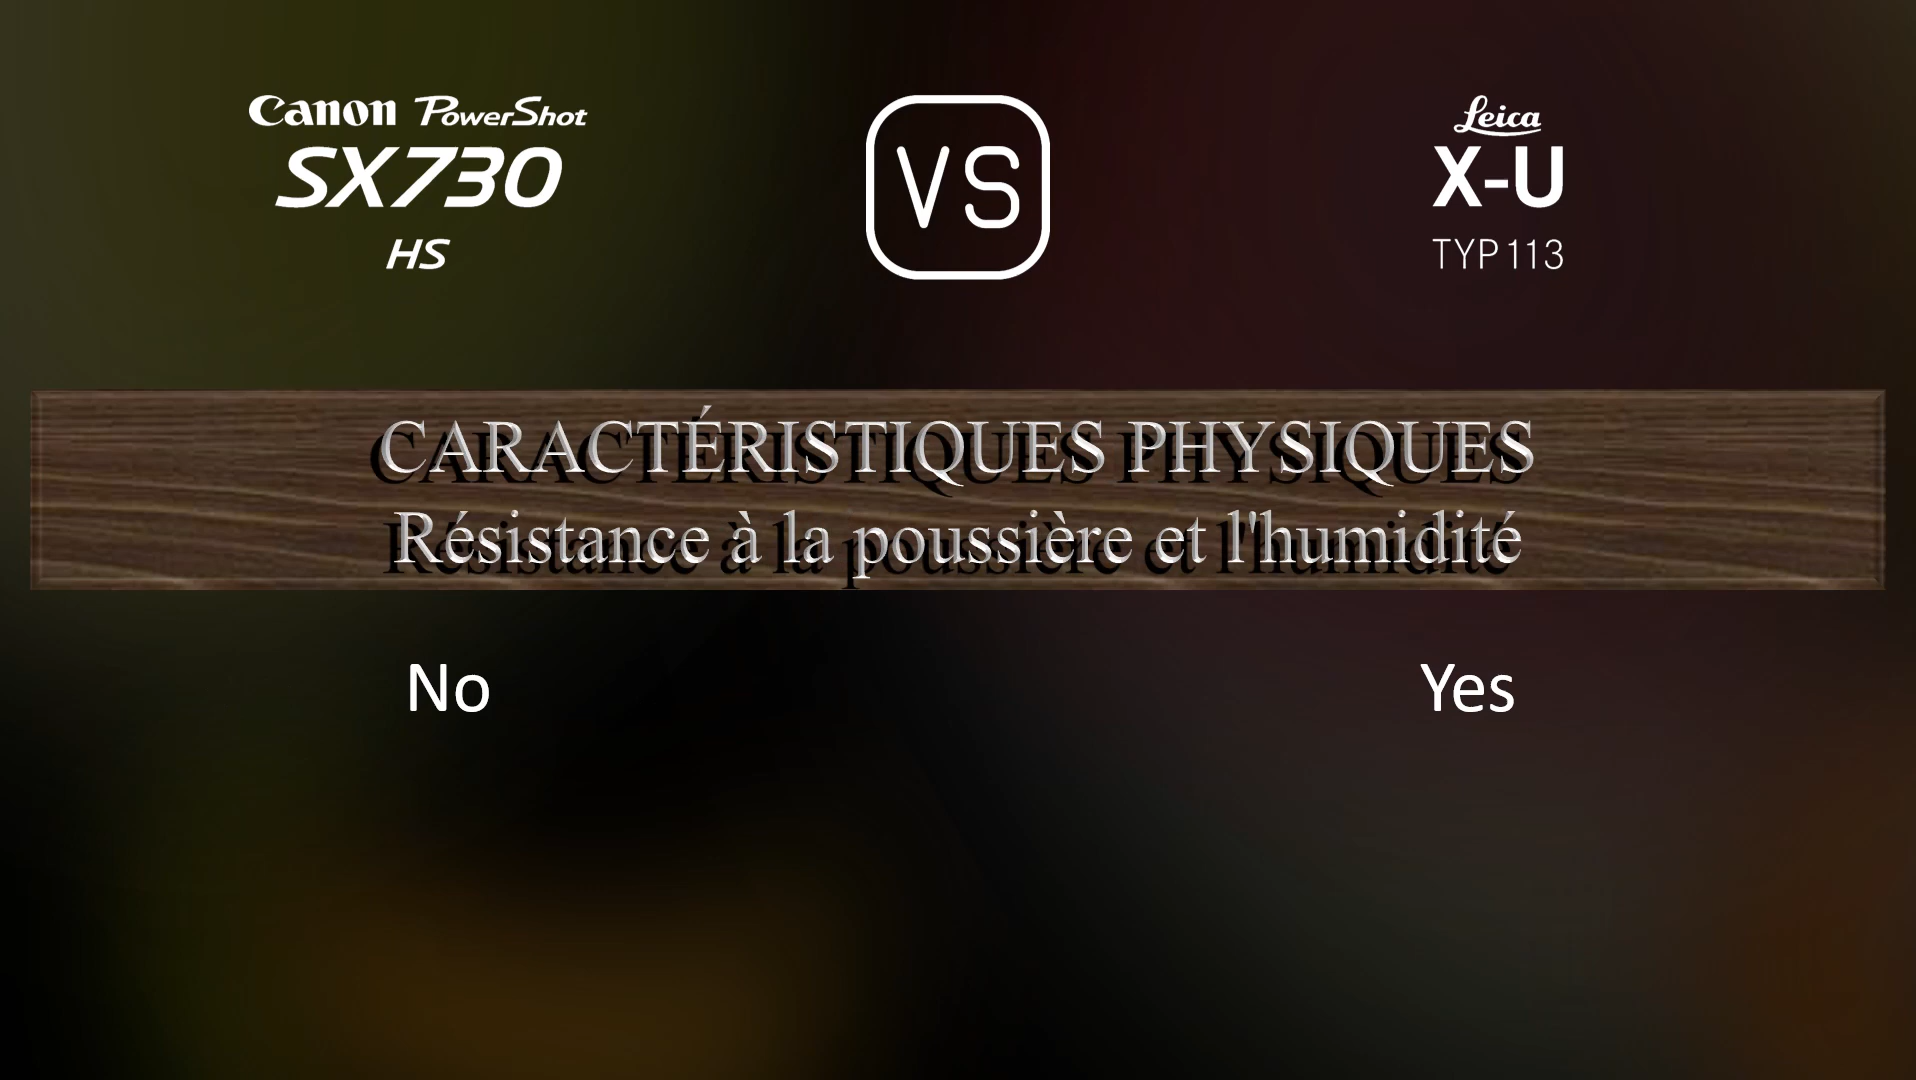 Canon PowerShot
SX730
HS
VS
Leica
X-U
TYP 113
CARACTÉRISTIQUES PHYSIQUES
Résistance à la poussière et l'humidité
No
Yes